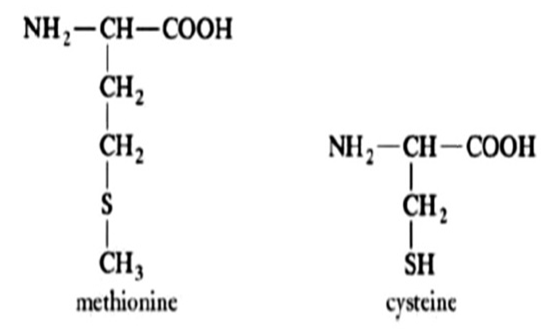 NH₂—CH—COOH
CH₂
CH₂
S
CH₃
methionine
NH₂—CH—COOH
CH₂
SH
cysteine